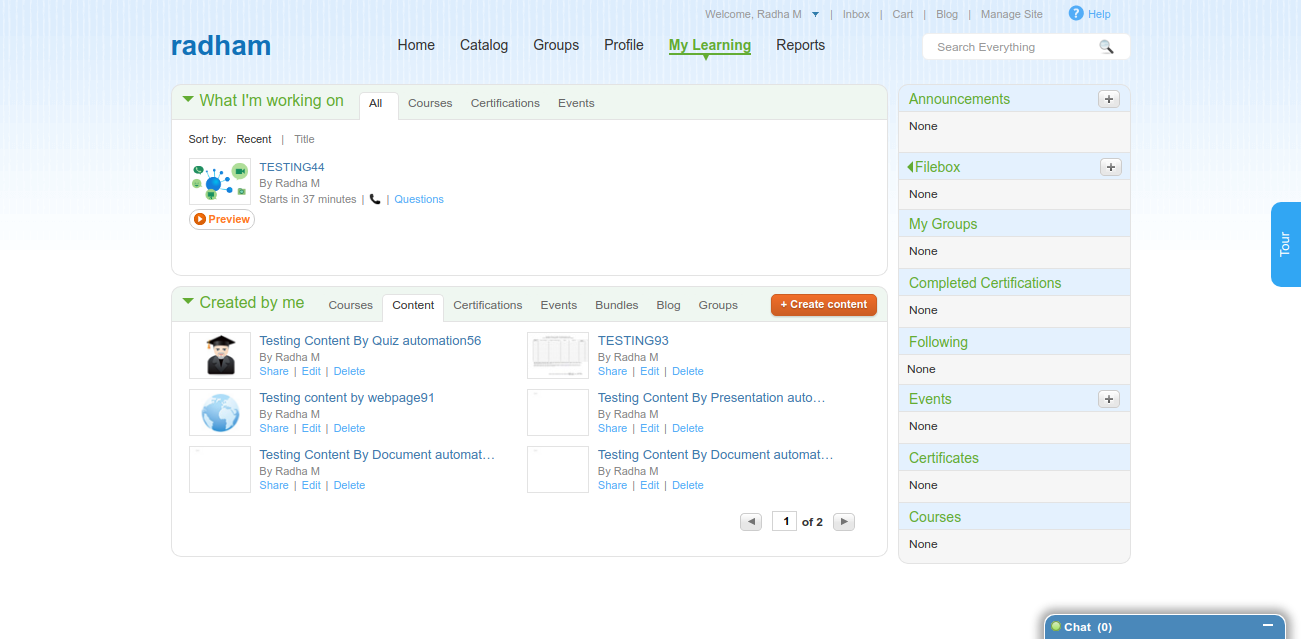 Welcome, Radha M | Inbox | Cart | Blog | Manage Site ? Help
radham
Home Catalog Groups Profile My Learning Reports
Search Everything
What I'm working on All Courses Certifications Events
Sort by: Recent | Title
TESTING44
By Radha M
Starts in 37 minutes | | Questions
Preview
Created by me Courses Content Certifications Events Bundles Blog Groups + Create content
Testing Content By Quiz automation56
By Radha M
Share | Edit | Delete
TESTING93
By Radha M
Share | Edit | Delete
Testing content by webpage91
By Radha M
Share | Edit | Delete
Testing Content By Presentation auto…
By Radha M
Share | Edit | Delete
Testing Content By Document automat…
By Radha M
Share | Edit | Delete
Testing Content By Document automat…
By Radha M
Share | Edit | Delete
1 of 2
Announcements +
None
Filebox +
None
My Groups
None
Completed Certifications
None
Following
None
Events +
None
Certificates
None
Courses
None
Tour
Chat (0)